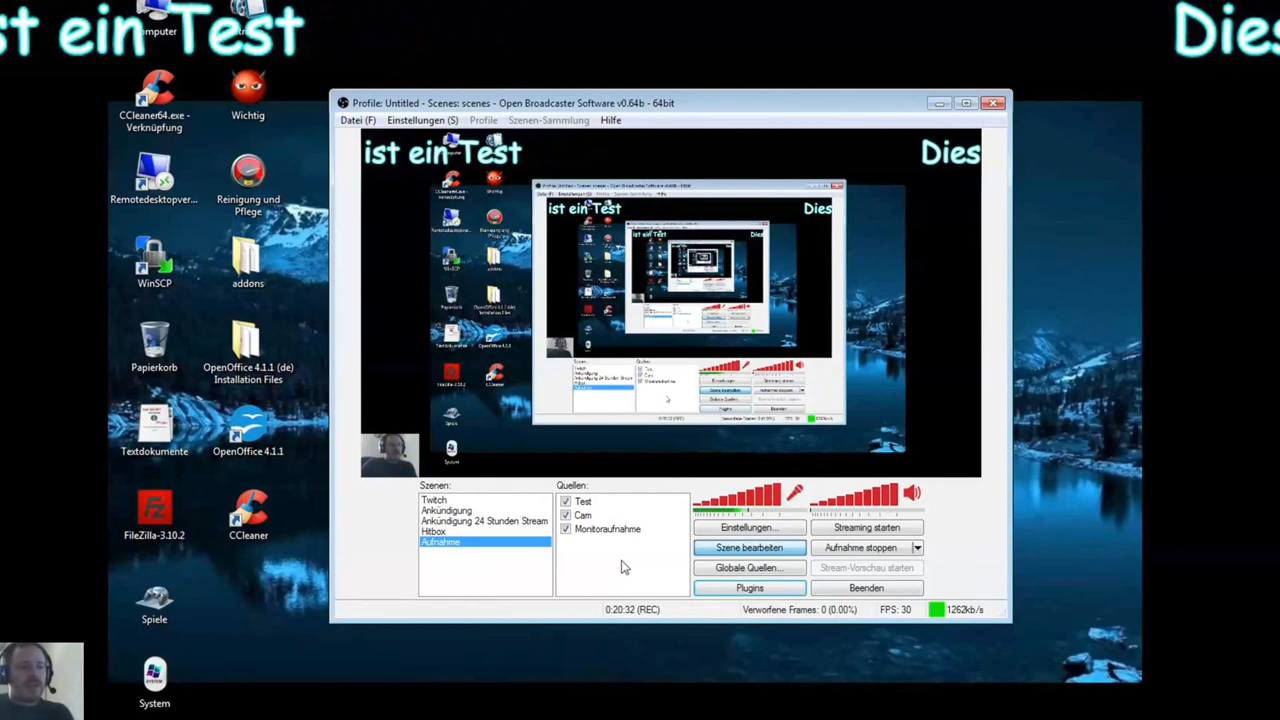 st ein Test
Dies
Computer
CCleaner64.exe -
Verknüpfung
Wichtig
Remotedesktopver...
Reinigung und
Pflege
WinSCP
addons
Papierkorb
OpenOffice 4.1.1 (de)
Installation Files
Textdokumente
OpenOffice 4.1.1
FileZilla-3.10.2
CCleaner
Spiele
SYSTEM
System
Profile: Untitled - Scenes: scenes - Open Broadcaster Software v0.64b - 64bit
Datei (F)
Einstellungen (S)
Profile
Szenen-Sammlung
Hilfe
ist ein Test
Dies
ist ein Test
Dies
ist ein Test
Dies
Szenen:
Twitch
Ankündigung
Ankündigung 24 Stunden Stream
Hitbox
Aufnahme
Quellen:
Test
Cam
Monitoraufnahme
Einstellungen...
Streaming starten
Szene bearbeiten
Aufnahme stoppen
Globale Quellen...
Stream-Vorschau starten
Plugins
Beenden
0:20:32 (REC)
Verworfene Frames: 0 (0.00%)
FPS: 30
1262kb/s